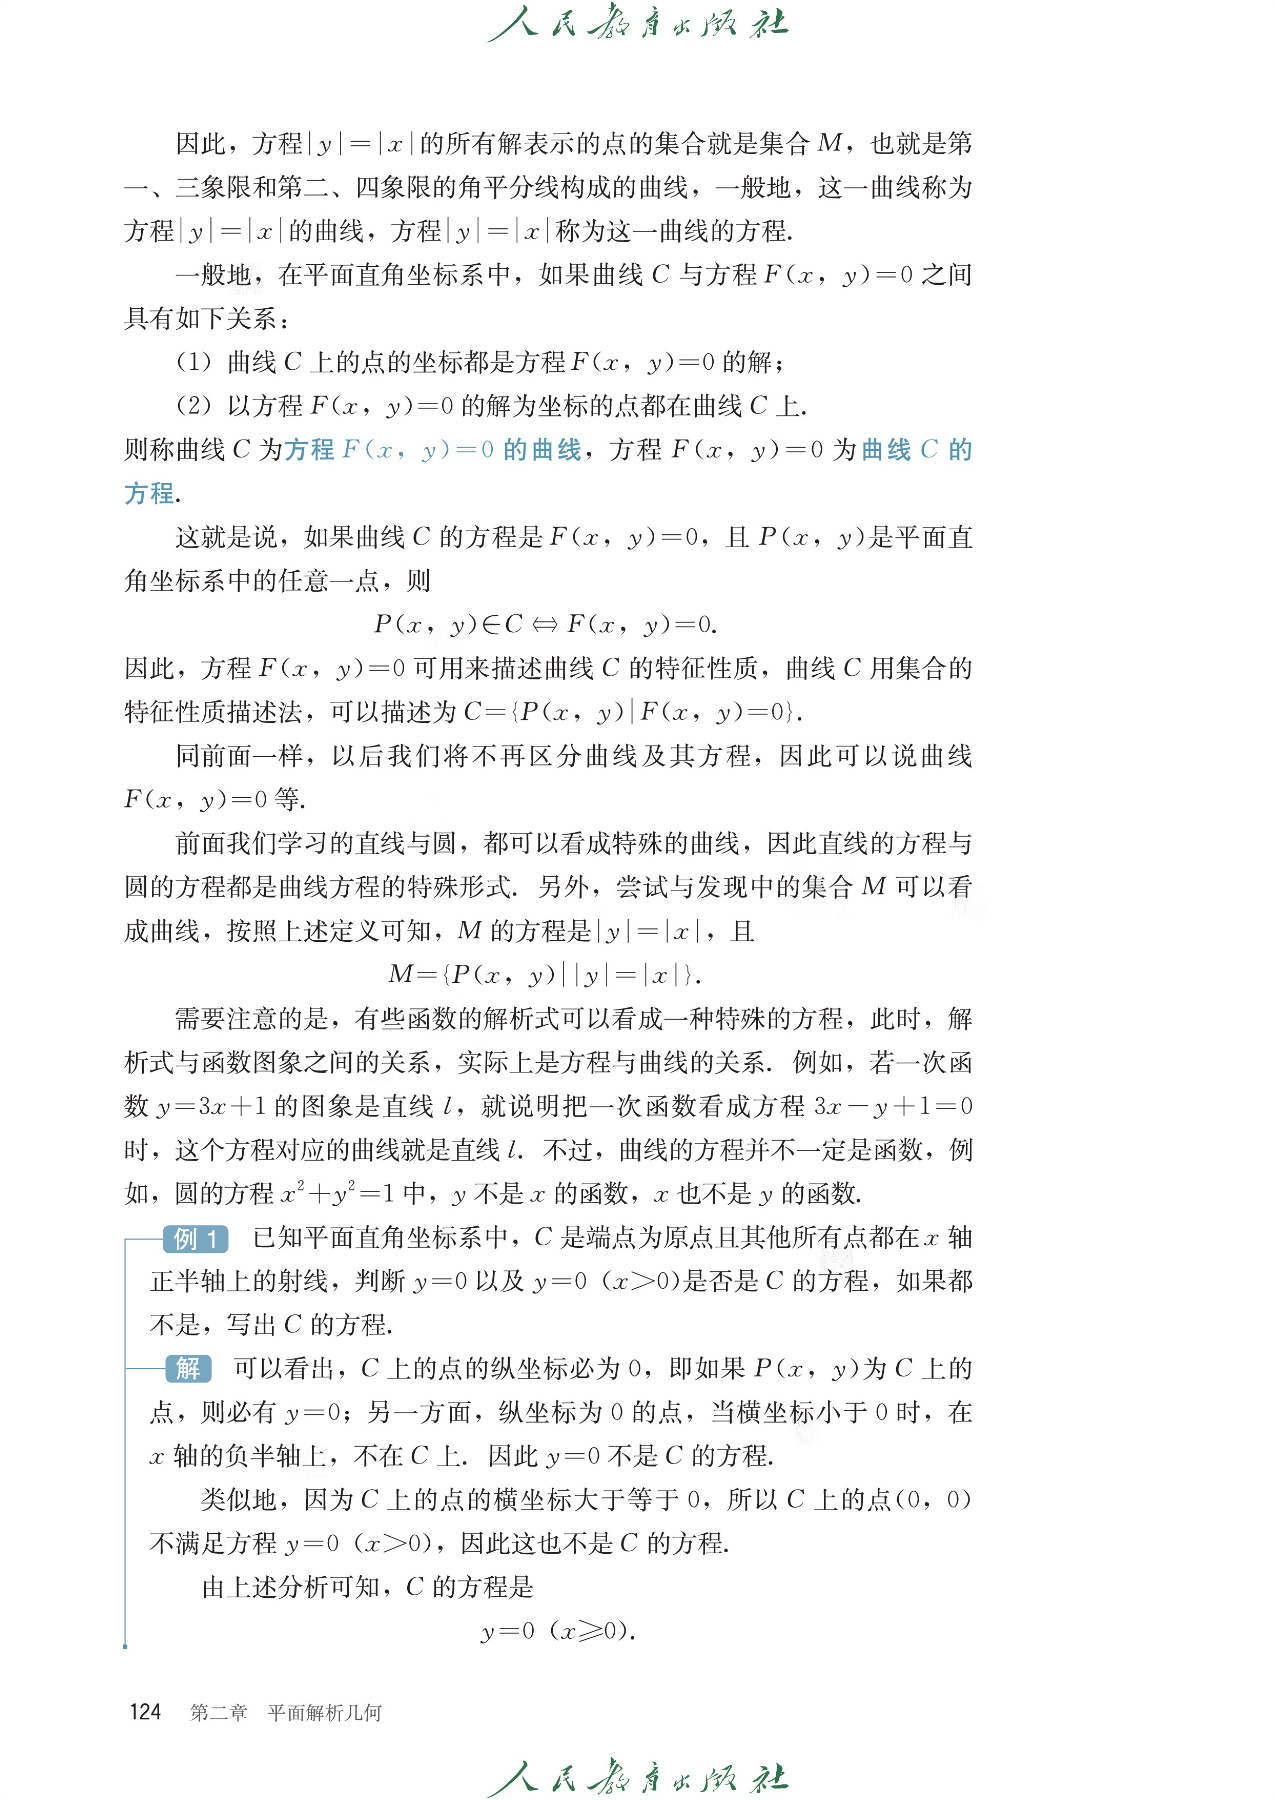 人民教育出版社
因此，方程|y|=|x|的所有解表示的点的集合就是集合 M，也就是第
一、三象限和第二、四象限的角平分线构成的曲线，一般地，这一曲线称为
方程|y|=|x|的曲线，方程|y|=|x|称为这一曲线的方程.
一般地，在平面直角坐标系中，如果曲线 C 与方程 F(x，y)=0 之间
具有如下关系：
（1）曲线 C 上的点的坐标都是方程 F(x，y)=0 的解；
（2）以方程 F(x，y)=0 的解为坐标的点都在曲线 C 上.
则称曲线 C 为方程 F(x，y)=0 的曲线，方程 F(x，y)=0 为曲线 C 的
方程.
这就是说，如果曲线 C 的方程是 F(x，y)=0，且 P(x，y)是平面直
角坐标系中的任意一点，则
P(x，y)∈C⇔F(x，y)=0.
因此，方程 F(x，y)=0 可用来描述曲线 C 的特征性质，曲线 C 用集合的
特征性质描述法，可以描述为 C={P(x，y)|F(x，y)=0}.
同前面一样，以后我们将不再区分曲线及其方程，因此可以说曲线
F(x，y)=0 等.
前面我们学习的直线与圆，都可以看成特殊的曲线，因此直线的方程与
圆的方程都是曲线方程的特殊形式. 另外，尝试与发现中的集合 M 可以看
成曲线，按照上述定义可知，M 的方程是|y|=|x|，且
M={P(x，y)||y|=|x|}.
需要注意的是，有些函数的解析式可以看成一种特殊的方程，此时，解
析式与函数图象之间的关系，实际上是方程与曲线的关系. 例如，若一次函
数 y=3x+1 的图象是直线 l，就说明把一次函数看成方程 3x-y+1=0
时，这个方程对应的曲线就是直线 l. 不过，曲线的方程并不一定是函数，例
如，圆的方程 x²+y²=1 中，y 不是 x 的函数，x 也不是 y 的函数.
例 1 已知平面直角坐标系中，C 是端点为原点且其他所有点都在 x 轴
正半轴上的射线，判断 y=0 以及 y=0（x>0)是否是 C 的方程，如果都
不是，写出 C 的方程.
解 可以看出，C 上的点的纵坐标必为 0，即如果 P(x，y)为 C 上的
点，则必有 y=0；另一方面，纵坐标为 0 的点，当横坐标小于 0 时，在
x 轴的负半轴上，不在 C 上. 因此 y=0 不是 C 的方程.
类似地，因为 C 上的点的横坐标大于等于 0，所以 C 上的点(0，0)
不满足方程 y=0（x>0)，因此这也不是 C 的方程.
由上述分析可知，C 的方程是
y=0（x⩾0).
124 第二章 平面解析几何
人民教育出版社